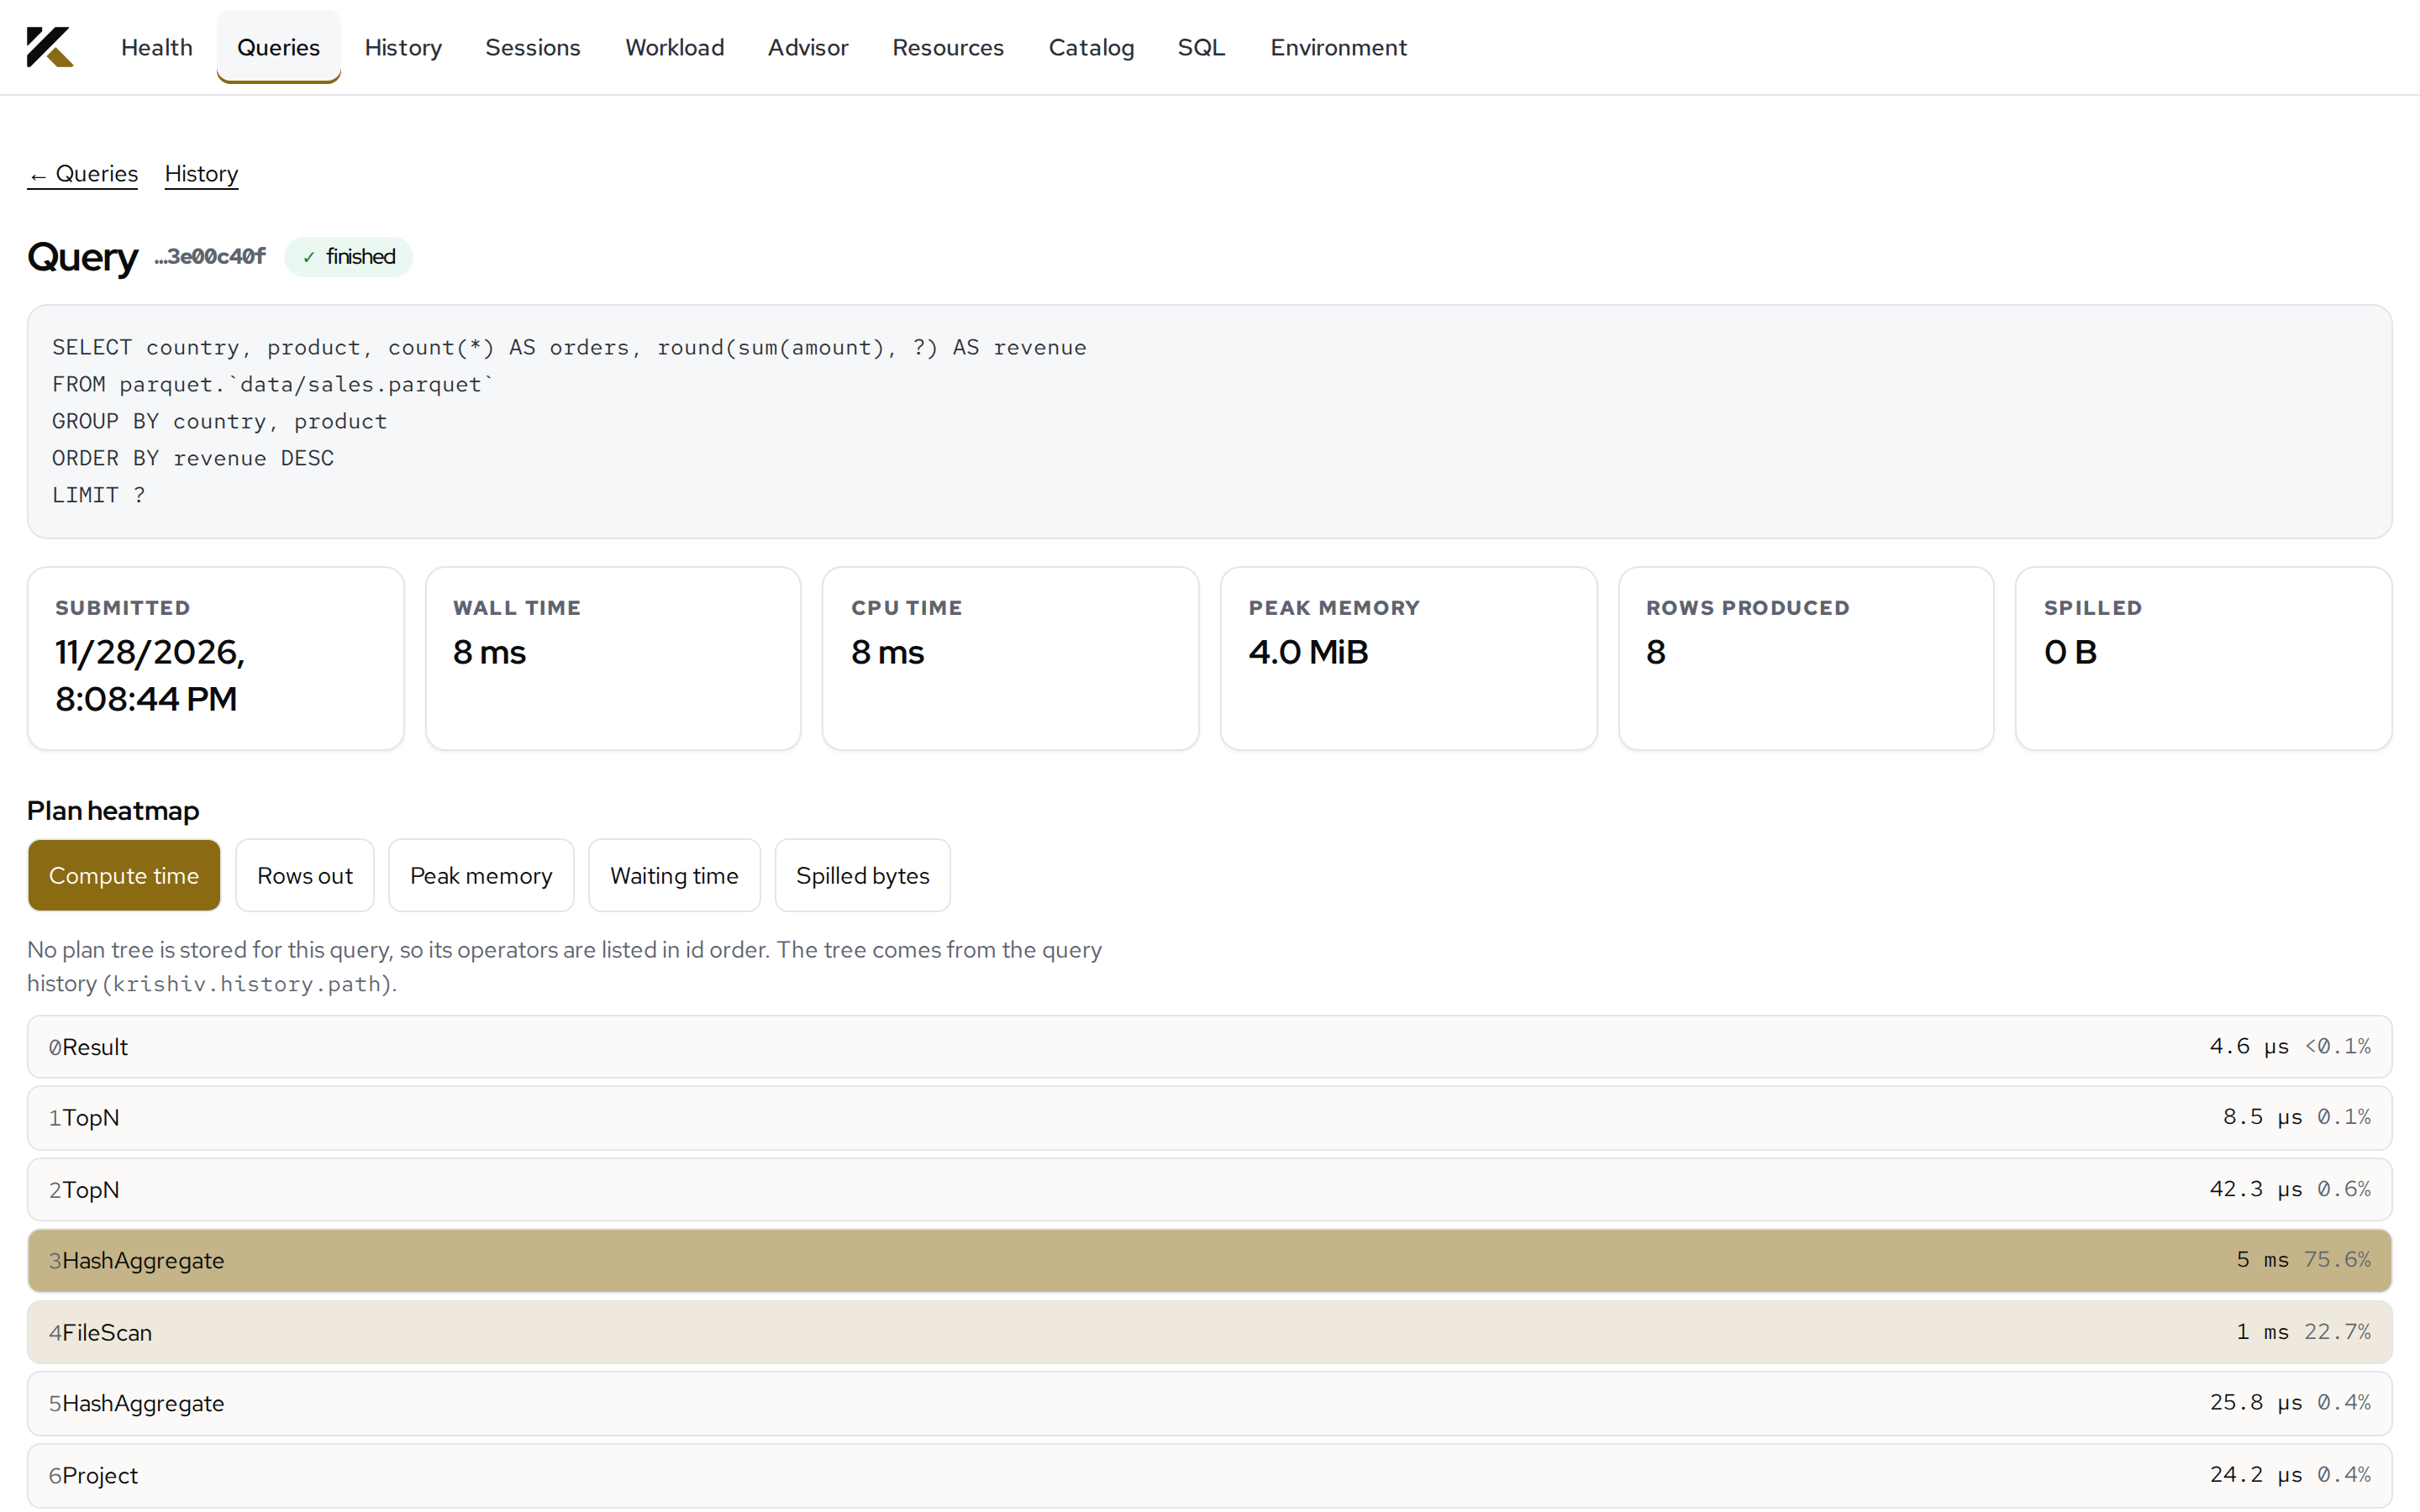 Health Queries History Sessions Workload Advisor Resources Catalog SQL Environment
← Queries History
Query …3e00c40f ✓ finished
SELECT country, product, count(*) AS orders, round(sum(amount), ?) AS revenue
FROM parquet.`data/sales.parquet`
GROUP BY country, product
ORDER BY revenue DESC
LIMIT ?
SUBMITTED
11/28/2026,
8:08:44 PM
WALL TIME
8 ms
CPU TIME
8 ms
PEAK MEMORY
4.0 MiB
ROWS PRODUCED
8
SPILLED
0 B
Plan heatmap
Compute time Rows out Peak memory Waiting time Spilled bytes
No plan tree is stored for this query, so its operators are listed in id order. The tree comes from the query
history (krishiv.history.path).
0Result 4.6 µs <0.1%
1TopN 8.5 µs 0.1%
2TopN 42.3 µs 0.6%
3HashAggregate 5 ms 75.6%
4FileScan 1 ms 22.7%
5HashAggregate 25.8 µs 0.4%
6Project 24.2 µs 0.4%